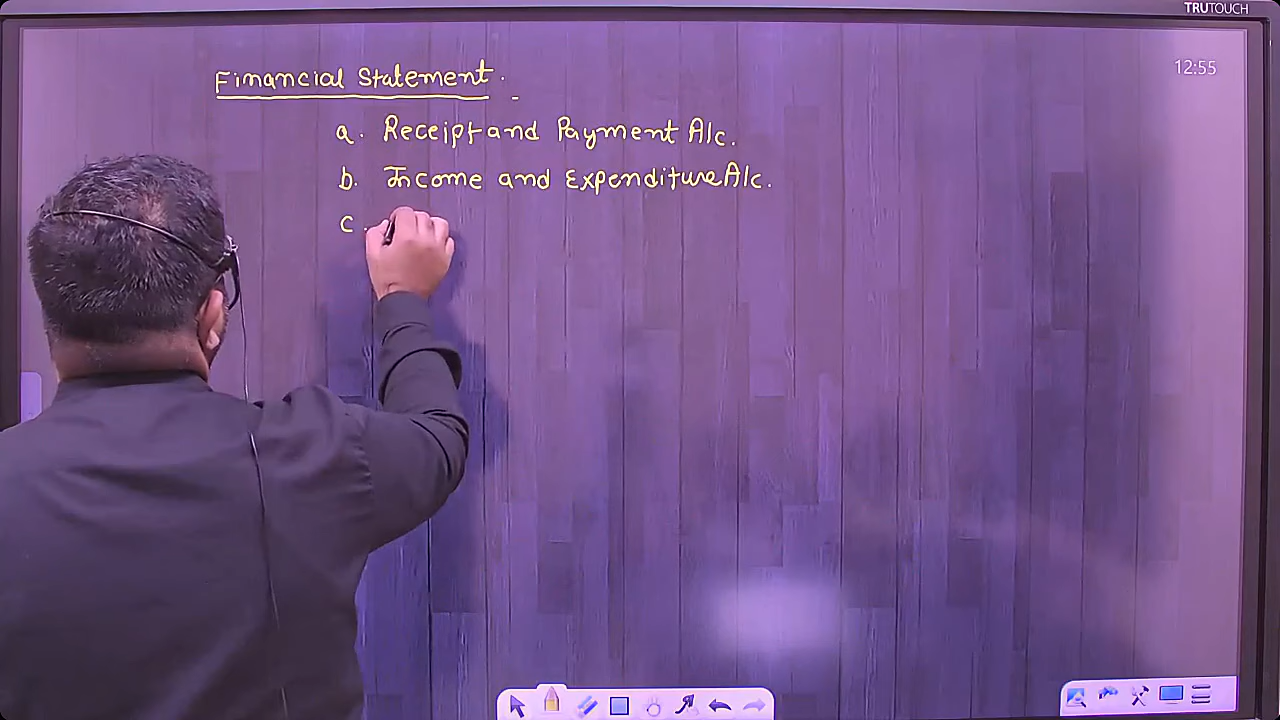 TRUTOUCH
12:55
Financial Statement.
a. Receipt and Payment A/c.
b. Income and Expenditure A/c.
c.